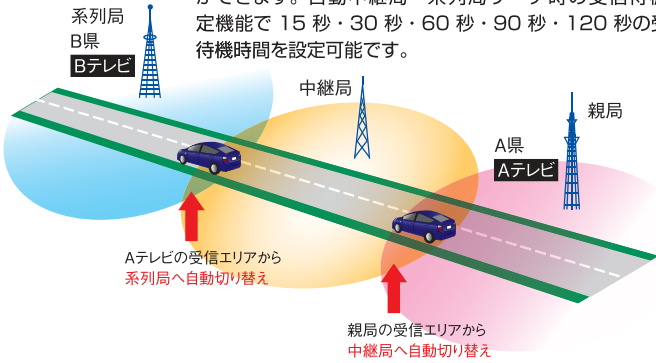 定機能で 15 秒・30 秒・60 秒・90 秒・120 秒の受
待機時間を設定可能です。
系列局
B県
Bテレビ
中継局
親局
A県
Aテレビ
Aテレビの受信エリアから
系列局へ自動切り替え
親局の受信エリアから
中継局へ自動切り替え